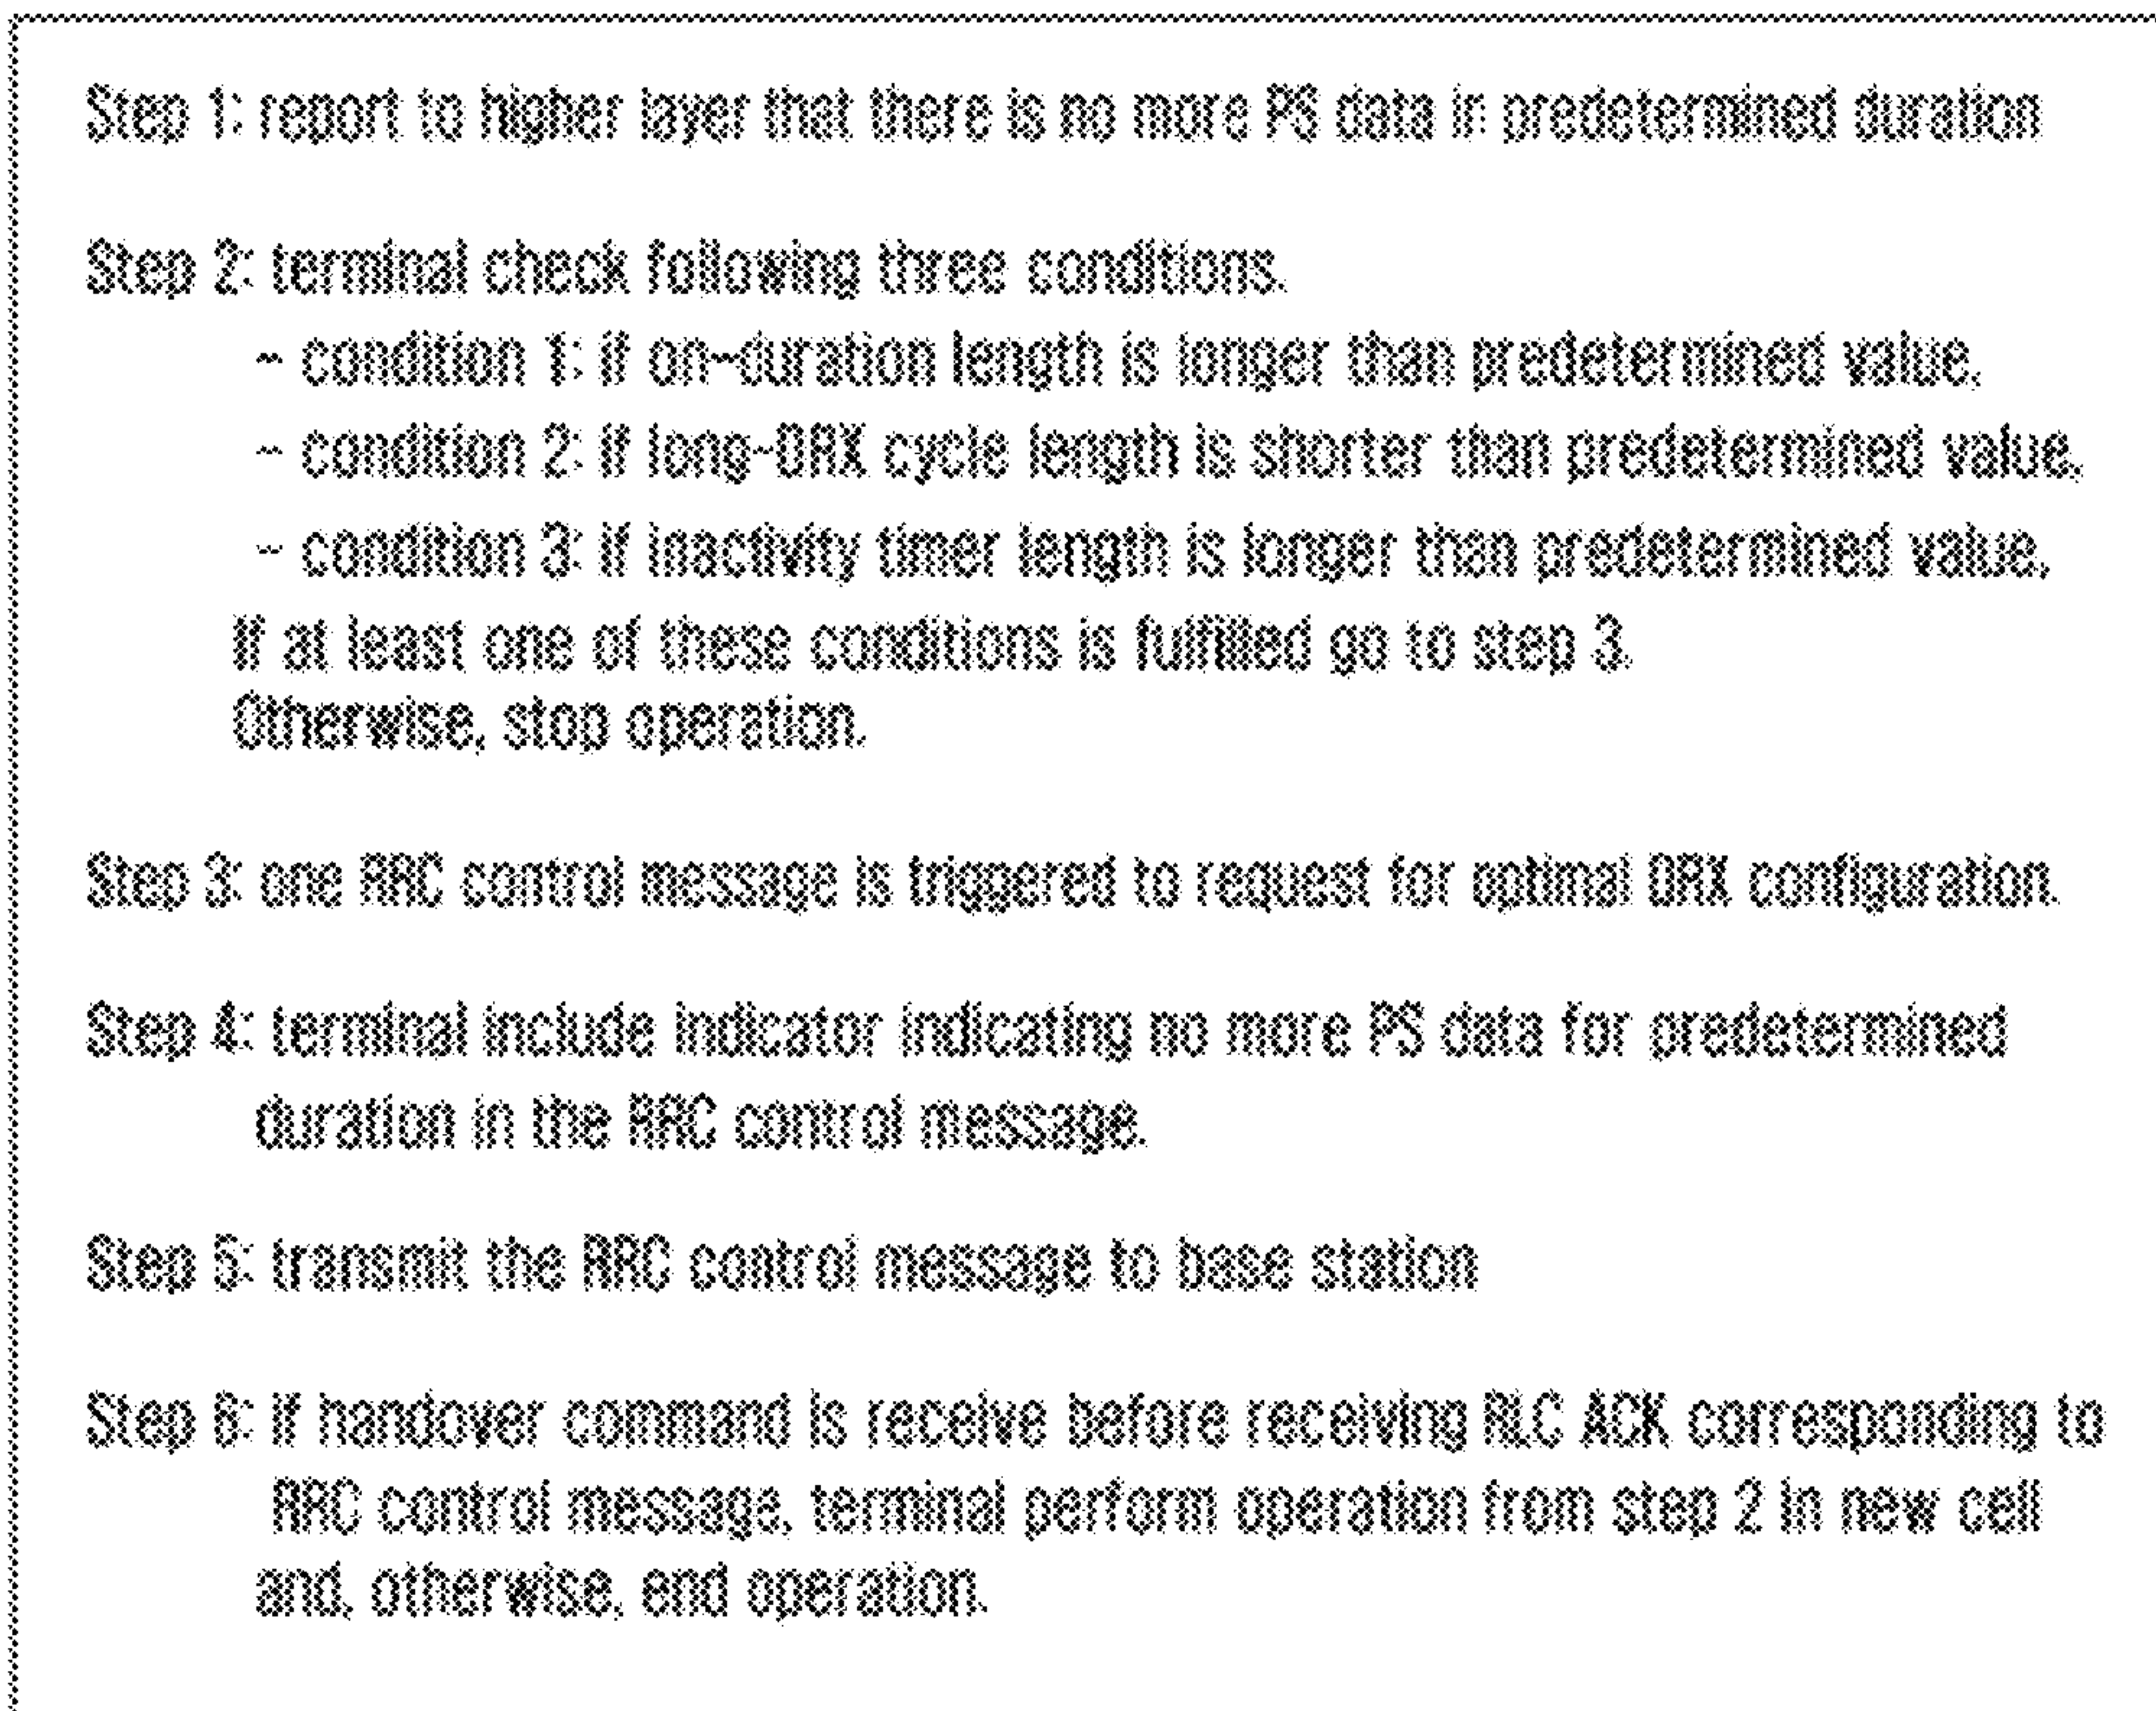 Step 1: report to higher layer that there is no more PS data in predetermined duration
Step 2: terminal check following three conditions.
- condition 1: if on-duration length is longer than predetermined value,
- condition 2: if long-DRX cycle length is shorter than predetermined value,
- condition 3: if inactivity timer length is longer than predetermined value,
If at least one of these conditions is fulfilled go to step 3.
Otherwise, stop operation.
Step 3: one RRC control message is triggered to request for optimal DRX configuration.
Step 4: terminal include indicator indicating no more PS data for predetermined
duration in the RRC control message.
Step 5: transmit the RRC control message to base station
Step 6: if handover command is receive before receiving RLC ACK corresponding to
RRC control message, terminal perform operation from step 2 in new cell
and, otherwise, end operation.